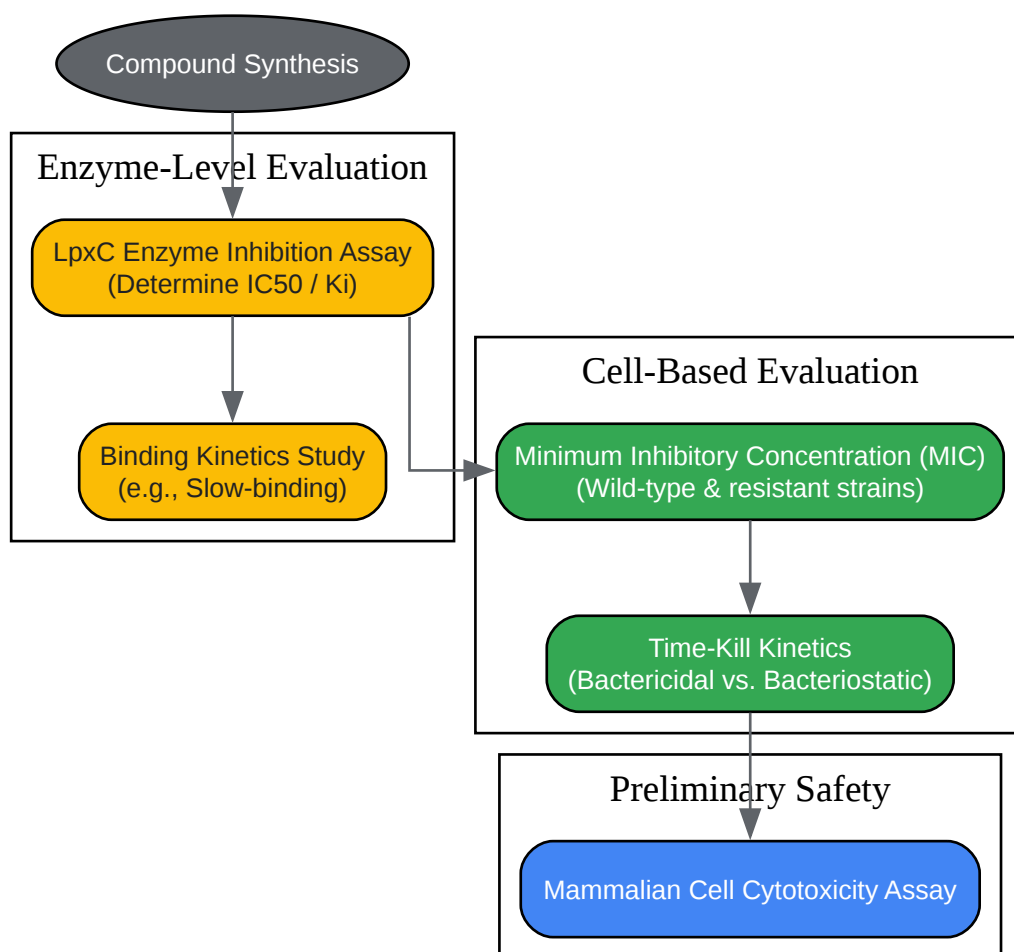 Compound Synthesis
Enzyme-Level Evaluation
LpxC Enzyme Inhibition Assay
(Determine IC50 / Ki)
Binding Kinetics Study
(e.g., Slow-binding)
Cell-Based Evaluation
Minimum Inhibitory Concentration (MIC)
(Wild-type & resistant strains)
Time-Kill Kinetics
(Bactericidal vs. Bacteriostatic)
Preliminary Safety
Mammalian Cell Cytotoxicity Assay